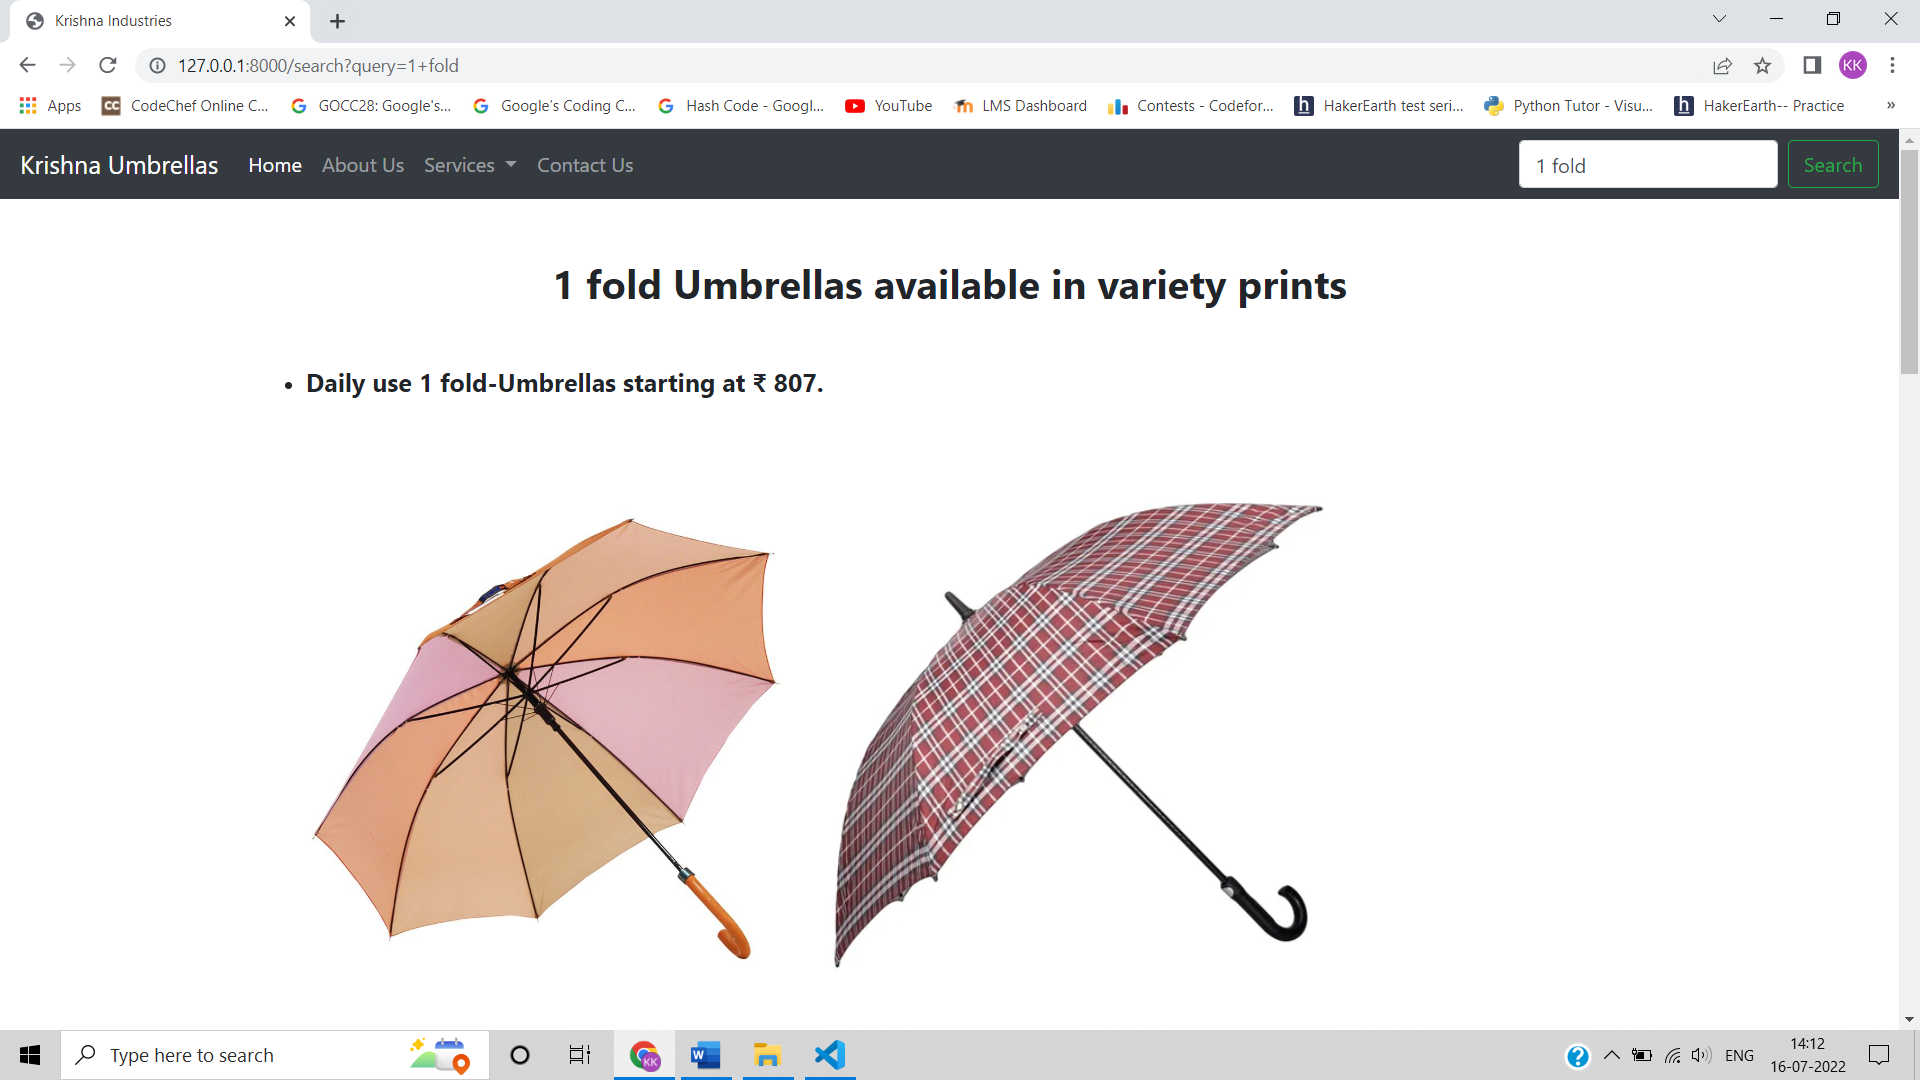 Krishna Industries
127.0.0.1:8000/search?query=1+fold
KK
Apps
CC CodeChef Online C...
GOCC28: Google's...
Google's Coding C...
Hash Code - Googl...
YouTube
LMS Dashboard
Contests - Codefor...
h HakerEarth test seri...
Python Tutor - Visu...
h HakerEarth-- Practice
»
Krishna Umbrellas Home About Us Services Contact Us 1 fold Search
1 fold Umbrellas available in variety prints
• Daily use 1 fold-Umbrellas starting at ₹ 807.
Type here to search
KK
W
ENG
14:12
16-07-2022